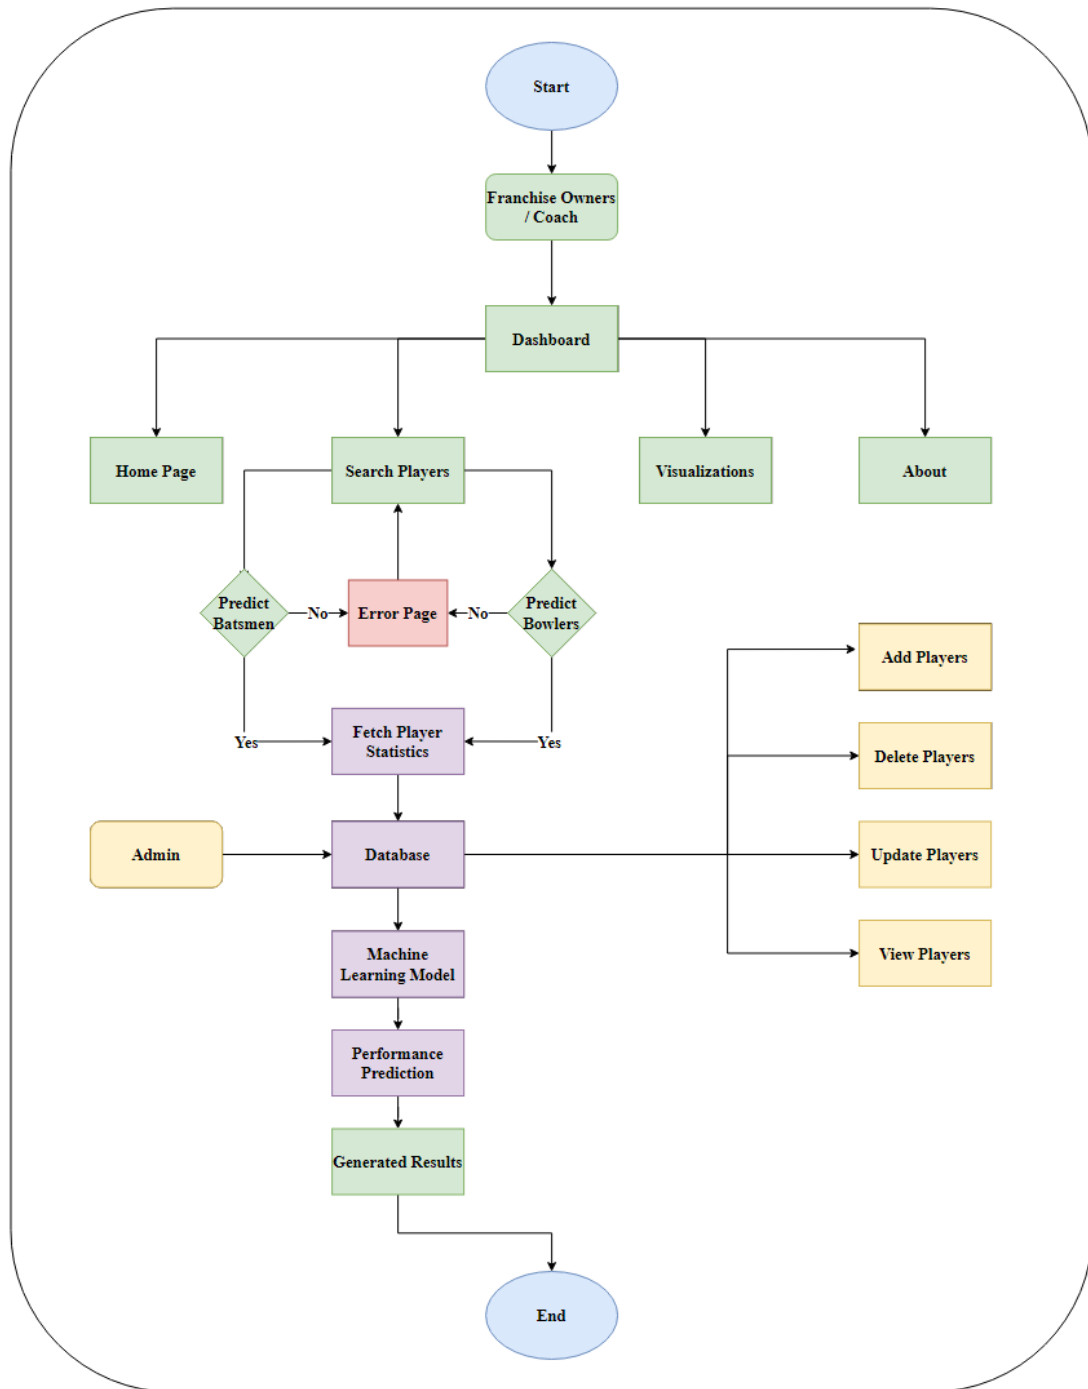 Start
Franchise Owners
/ Coach
Dashboard
Home Page
Search Players
Visualizations
About
Predict
Batsmen
No
Error Page
No
Predict
Bowlers
Add Players
Yes
Fetch Player
Statistics
Yes
Delete Players
Admin
Database
Update Players
Machine
Learning Model
View Players
Performance
Prediction
Generated Results
End